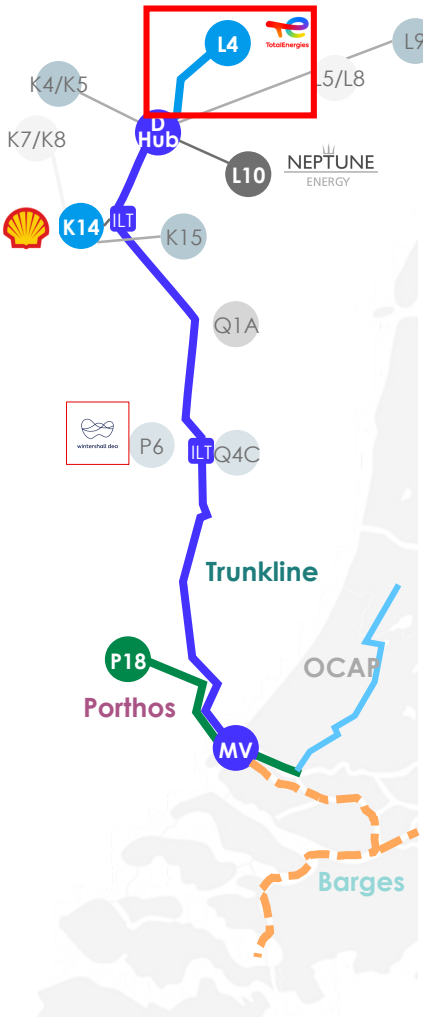 L4
TotalEnergies
L9
K4/K5
L5/L8
D
Hub
K7/K8
L10
NEPTUNE
ENERGY
ILT
K14
K15
Q1A
wintershall dea
P6
ILT
Q4C
Trunkline
P18
OCAP
Porthos
MV
Barges